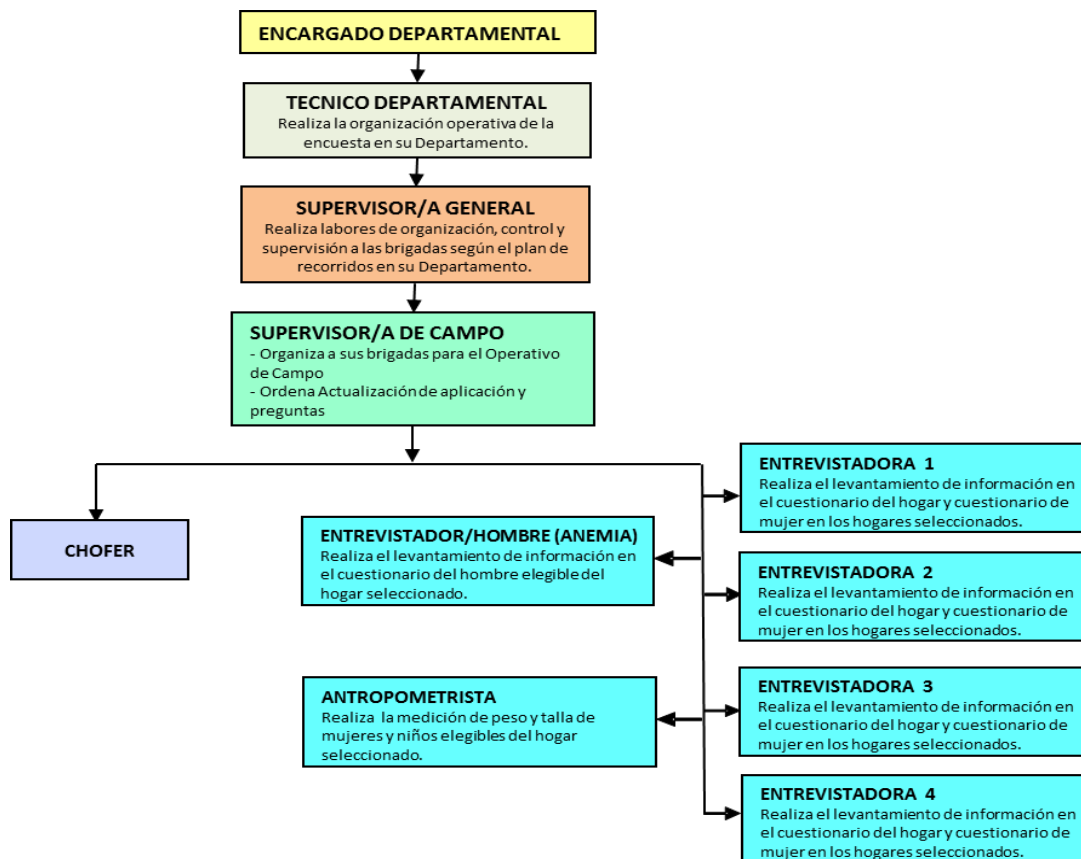 ENCARGADO DEPARTAMENTAL
TECNICO DEPARTAMENTAL
Realiza la organización operativa de la
encuesta en su Departamento.
SUPERVISOR/A GENERAL
Realiza labores de organización, control y
supervisión a las brigadas según el plan de
recorridos en su Departamento.
SUPERVISOR/A DE CAMPO
- Organiza a sus brigadas para el Operativo
de Campo
- Ordena Actualización de aplicación y
preguntas
CHOFER
ENTREVISTADOR/HOMBRE (ANEMIA)
Realiza el levantamiento de información en
el cuestionario del hombre elegible del
hogar seleccionado.
ANTROPOMETRISTA
Realiza la medición de peso y talla de
mujeres y niños elegibles del hogar
seleccionado.
ENTREVISTADORA 1
Realiza el levantamiento de información en
el cuestionario del hogar y cuestionario de
mujer en los hogares seleccionados.
ENTREVISTADORA 2
Realiza el levantamiento de información en
el cuestionario del hogar y cuestionario de
mujer en los hogares seleccionados.
ENTREVISTADORA 3
Realiza el levantamiento de información en
el cuestionario del hogar y cuestionario de
mujer en los hogares seleccionados.
ENTREVISTADORA 4
Realiza el levantamiento de información en
el cuestionario del hogar y cuestionario de
mujer en los hogares seleccionados.